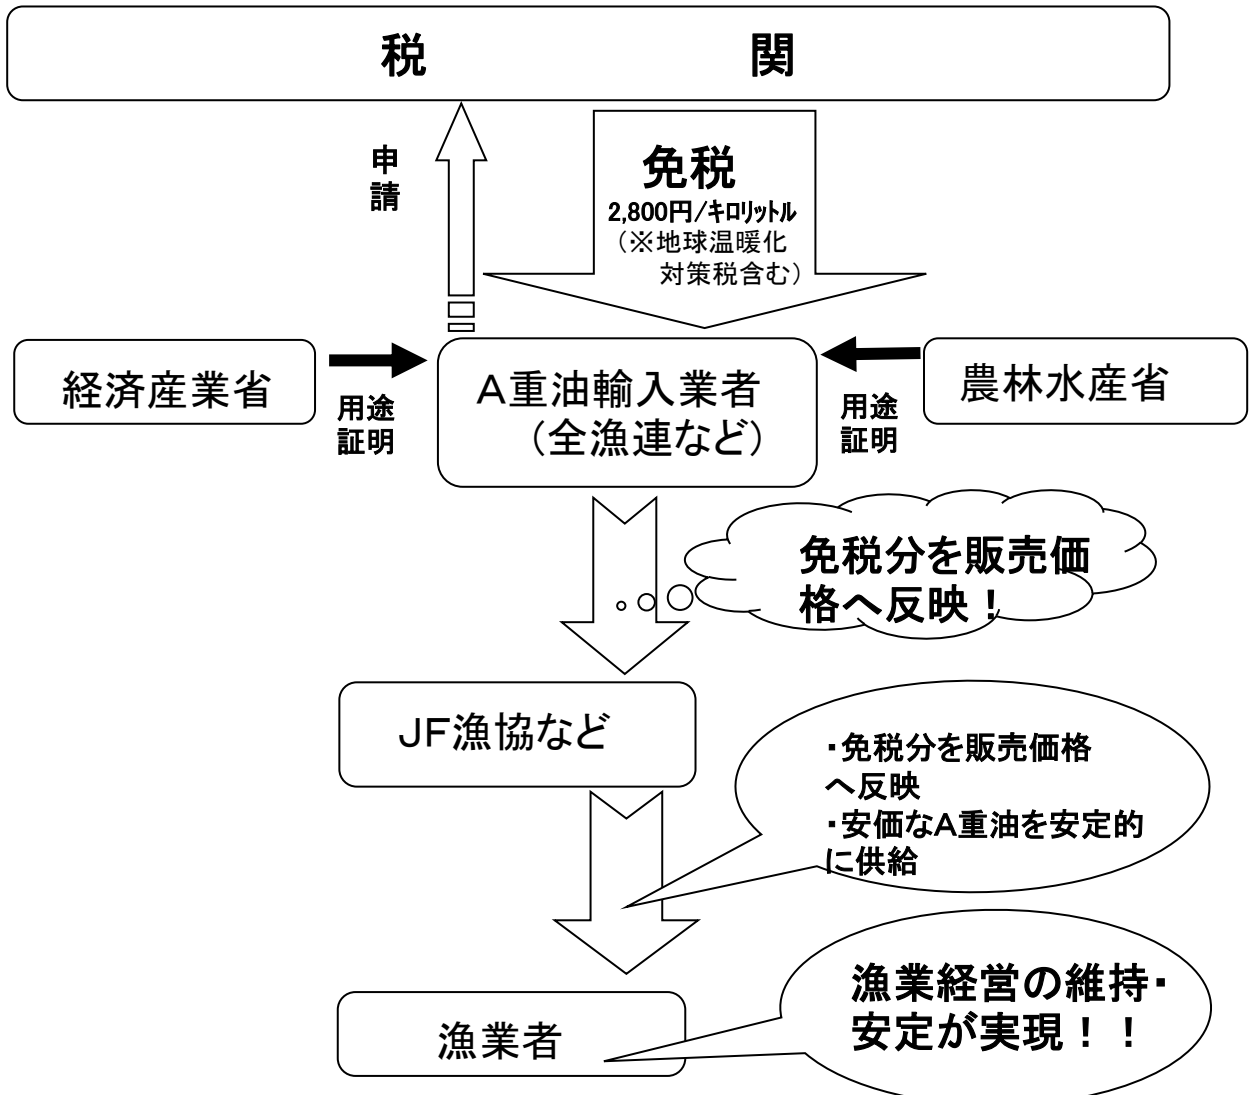 税 関
申
請
免税
2,800円/キロリットル
（※地球温暖化
対策税含む）
経済産業省
用途
証明
A重油輸入業者
（全漁連など）
農林水産省
用途
証明
免税分を販売価
格へ反映！
JF漁協など
・免税分を販売価格
へ反映
・安価なA重油を安定的
に供給
漁業者
漁業経営の維持・
安定が実現！！